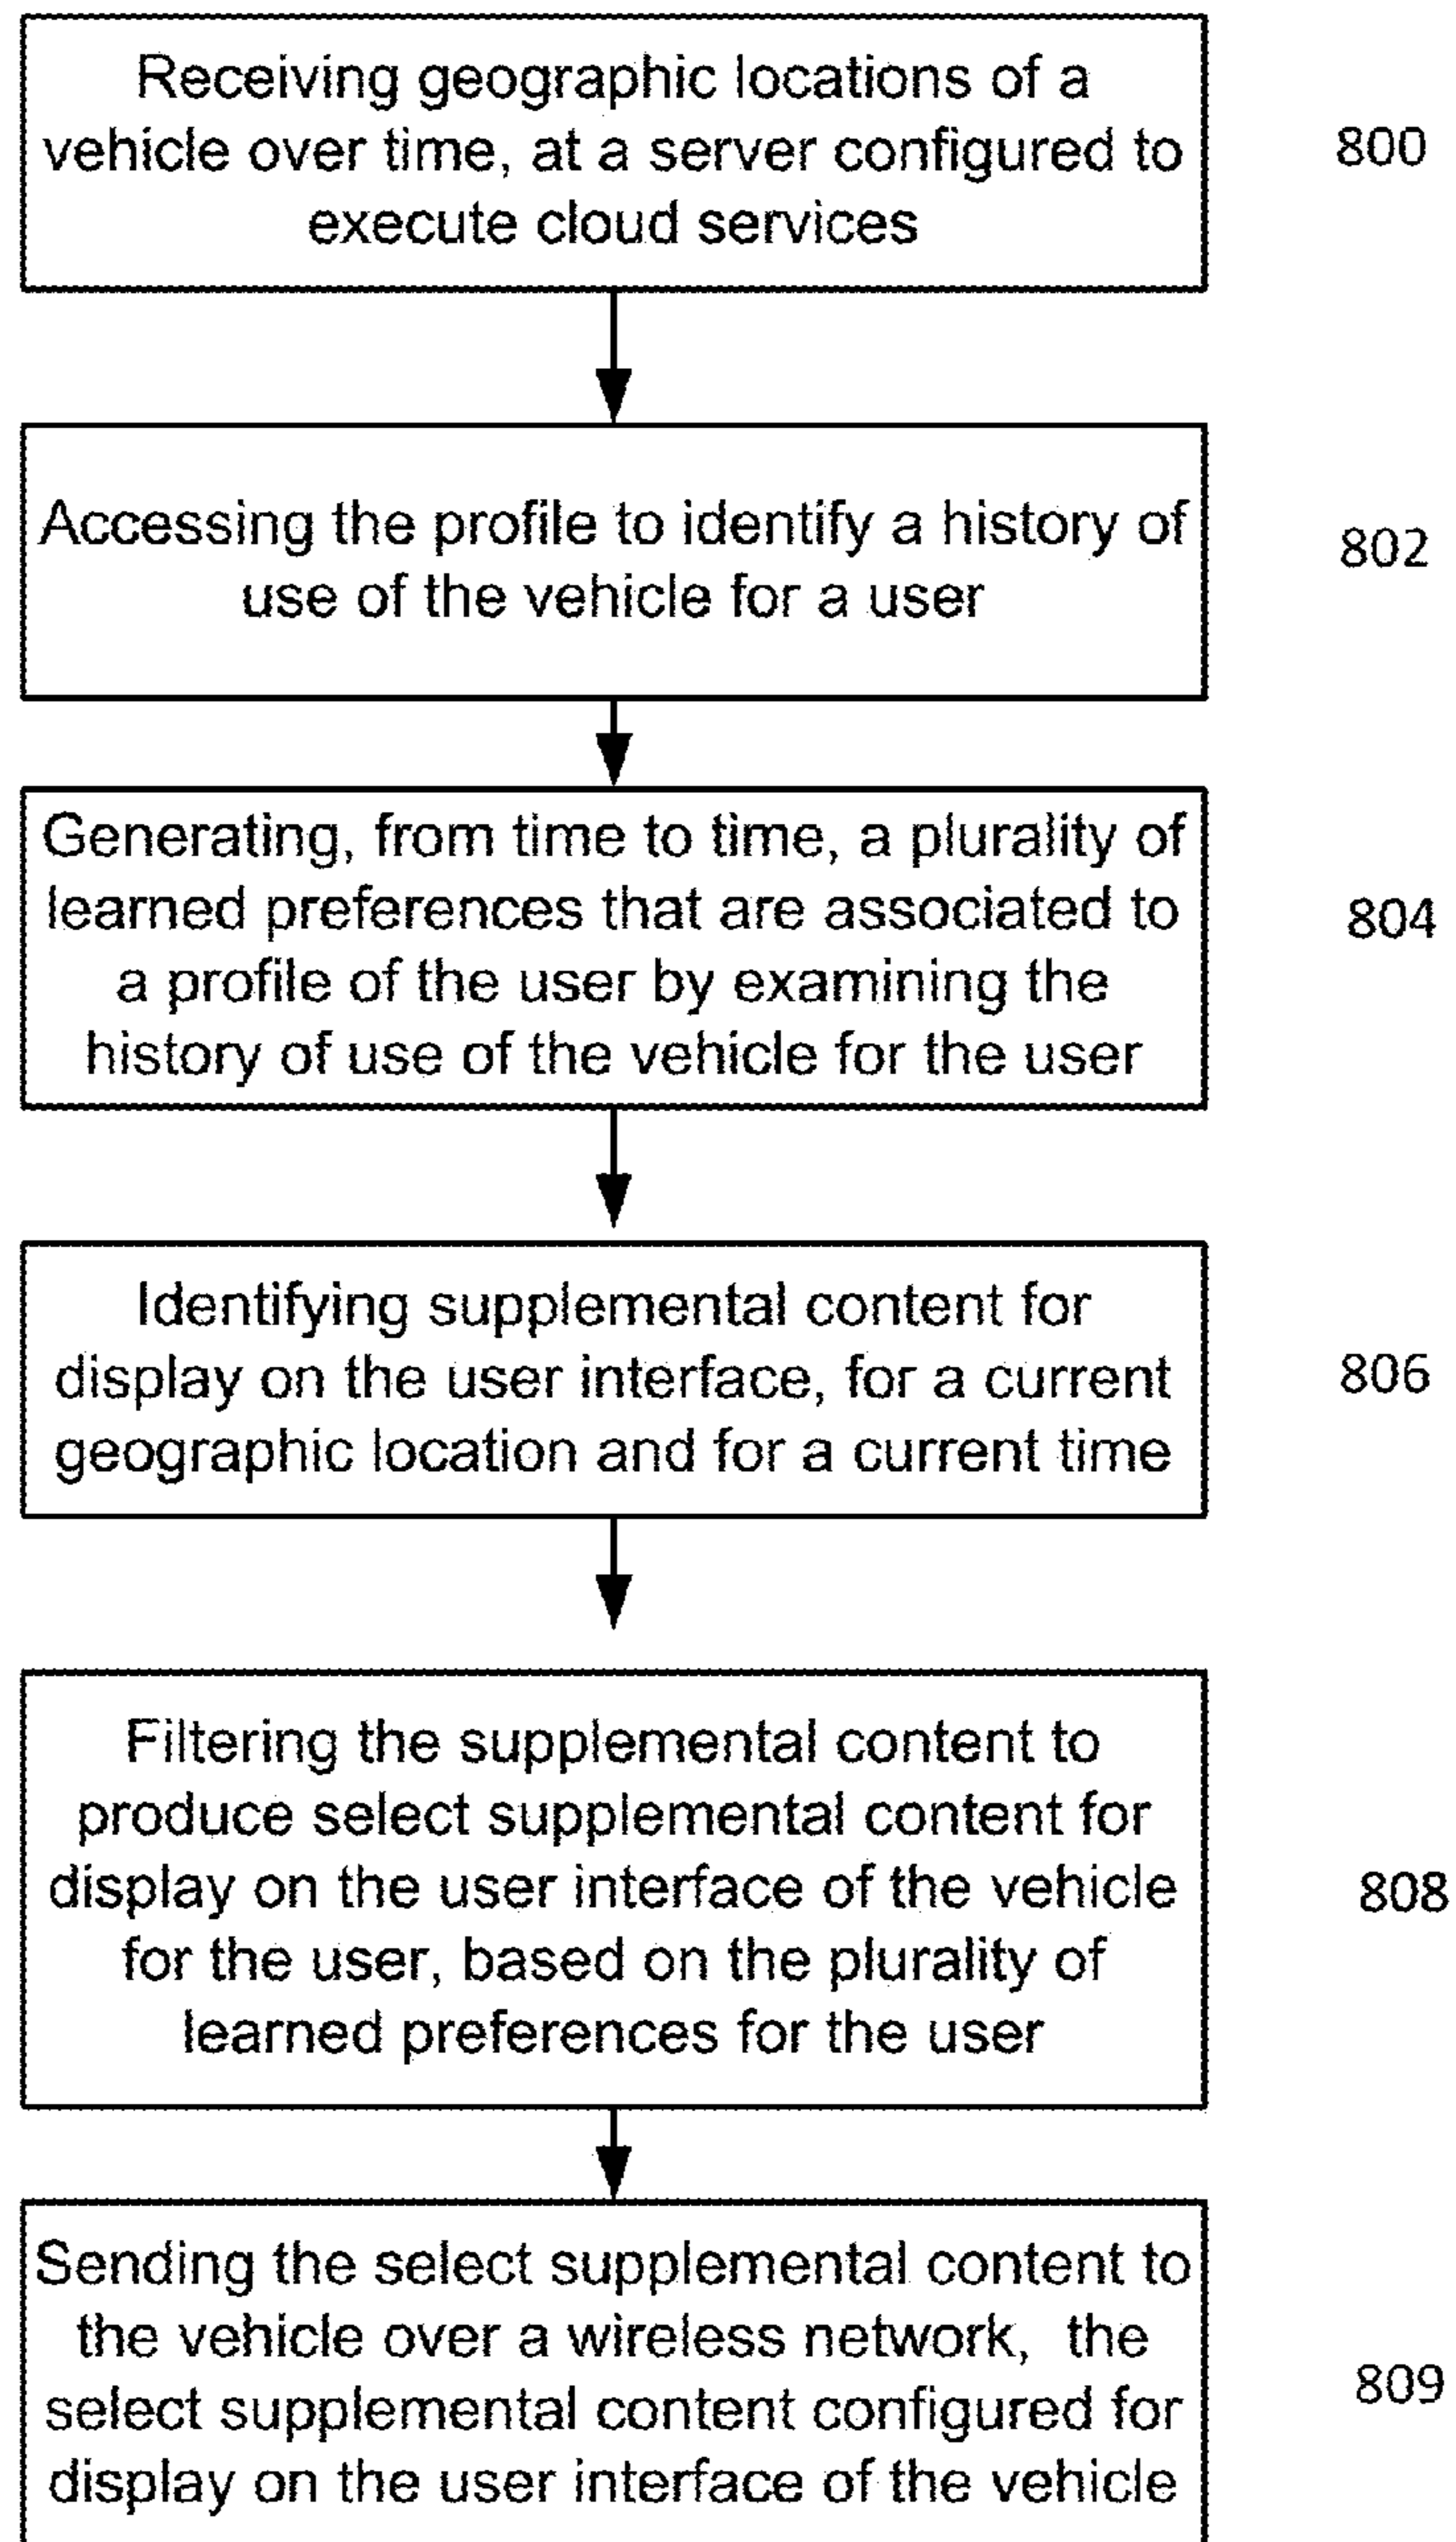 Receiving geographic locations of a
vehicle over time, at a server configured to
execute cloud services
800
Accessing the profile to identify a history of
use of the vehicle for a user
802
Generating, from time to time, a plurality of
learned preferences that are associated to
a profile of the user by examining the
history of use of the vehicle for the user
804
Identifying supplemental content for
display on the user interface, for a current
geographic location and for a current time
806
Filtering the supplemental content to
produce select supplemental content for
display on the user interface of the vehicle
for the user, based on the plurality of
learned preferences for the user
808
Sending the select supplemental content to
the vehicle over a wireless network, the
select supplemental content configured for
display on the user interface of the vehicle
809